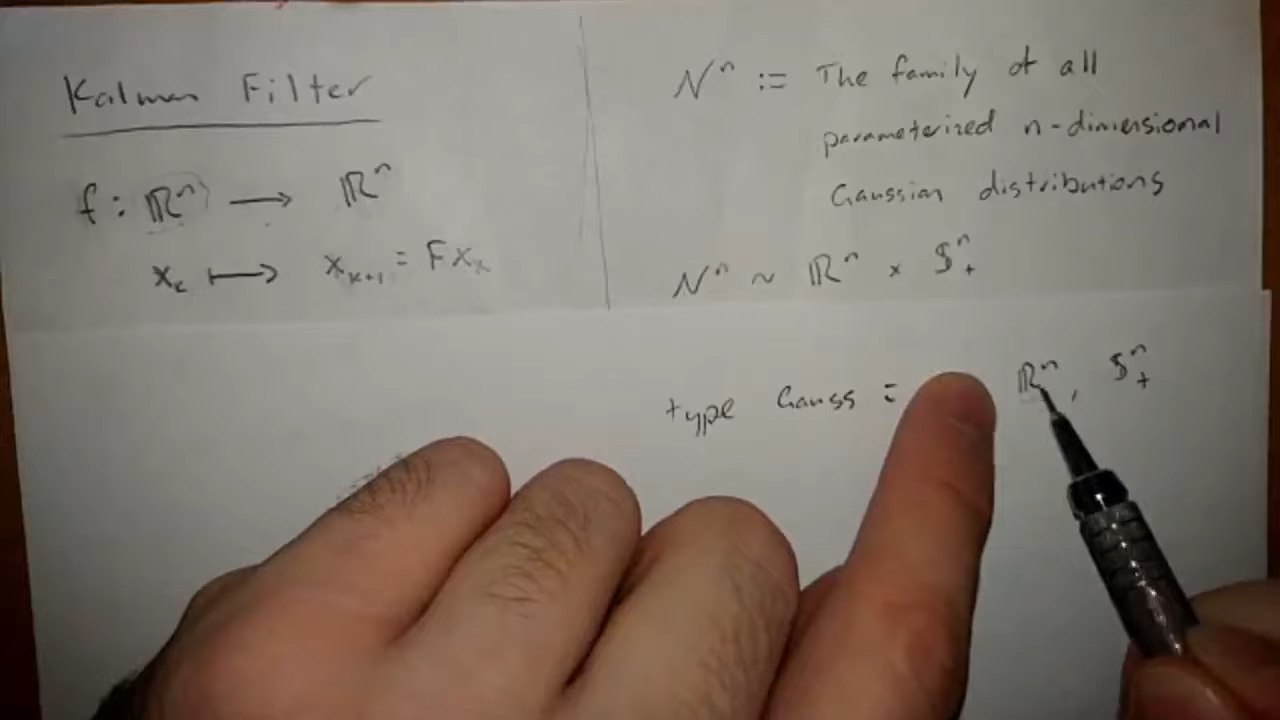 Kalman Filter
f : ℝⁿ ⟶ ℝⁿ
xₖ ⟼ xₖ₊₁ = Fxₖ
Nⁿ := The family of all
parameterized n-dimensional
Gaussian distributions
Nⁿ ~ ℝⁿ × 𝕊ⁿ₊
type Gauss = ℝⁿ, 𝕊ⁿ₊